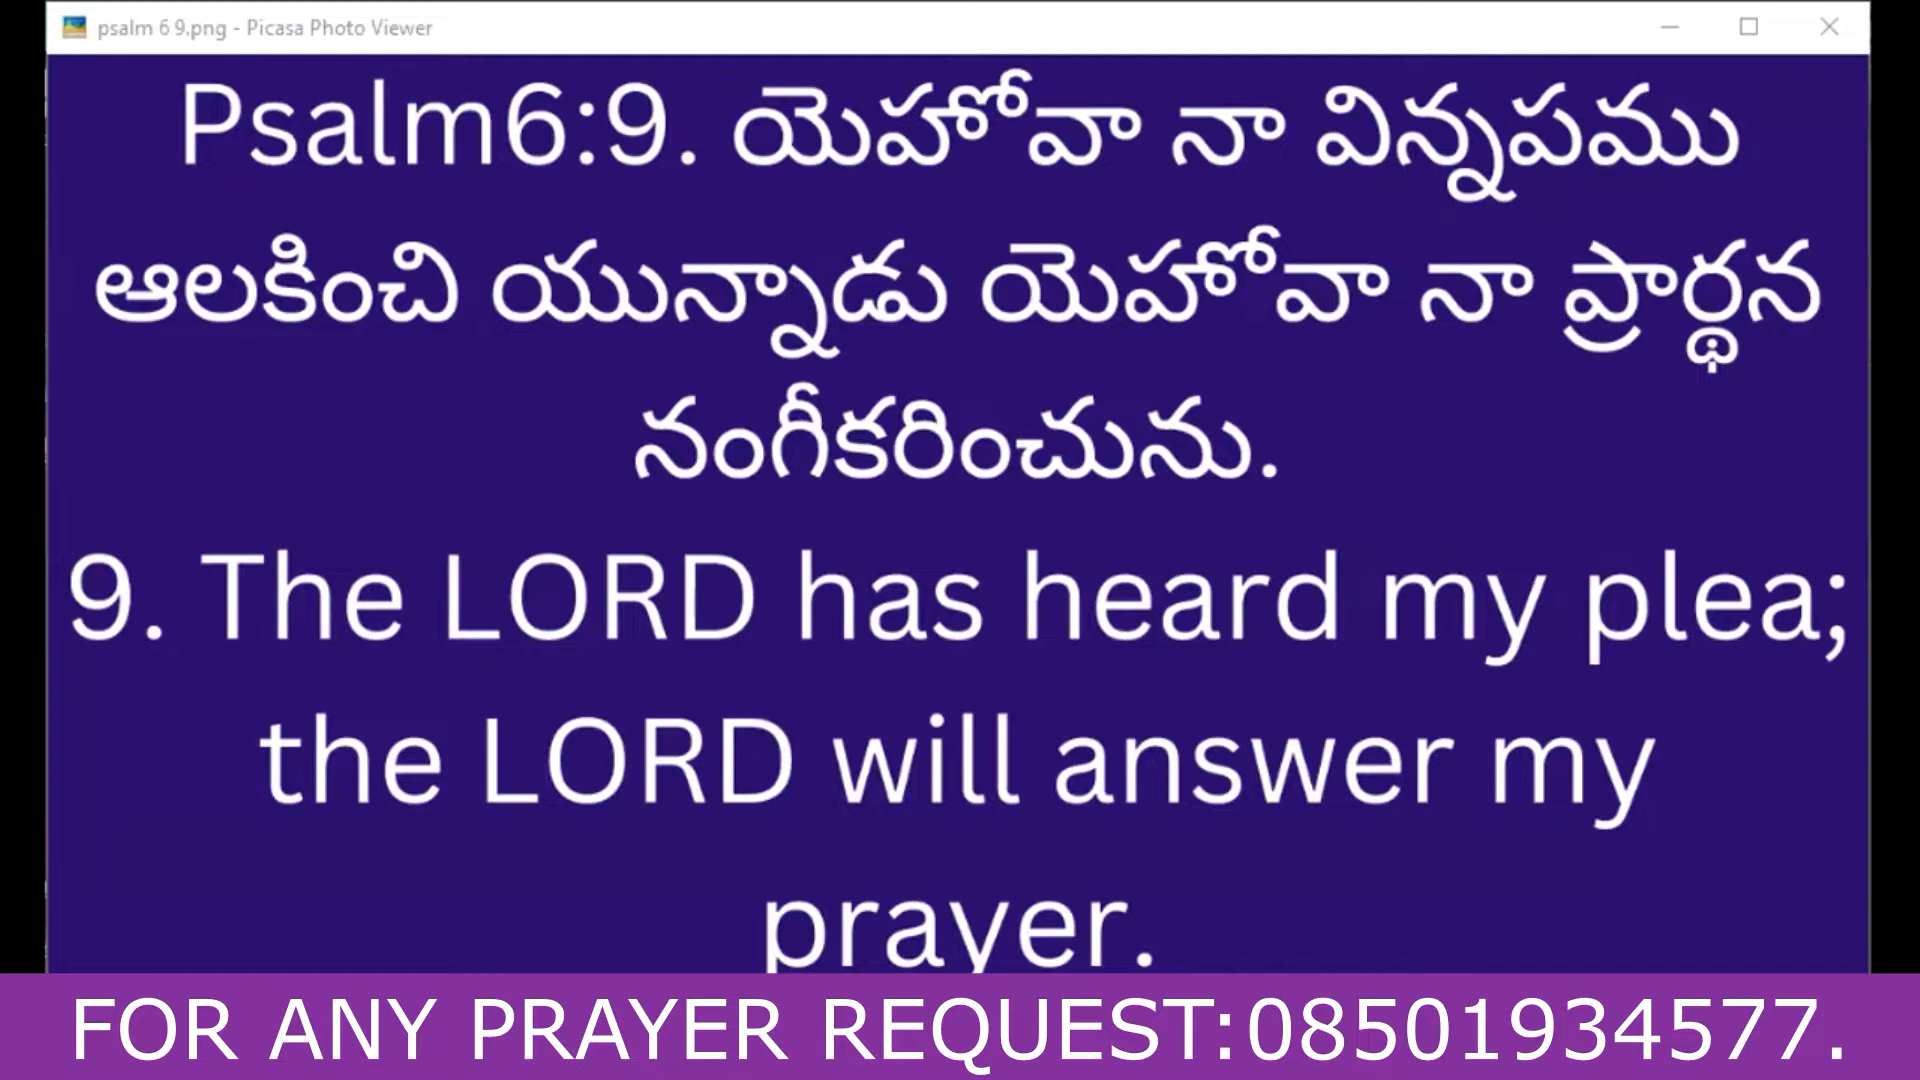 psalm 6 9.png - Picasa Photo Viewer
Psalm6:9. యెహోవా నా విన్నపము
ఆలకించి యున్నాడు యెహోవా నా ప్రార్థన
నంగీకరించును.
9. The LORD has heard my plea;
the LORD will answer my
prayer.
FOR ANY PRAYER REQUEST:08501934577.